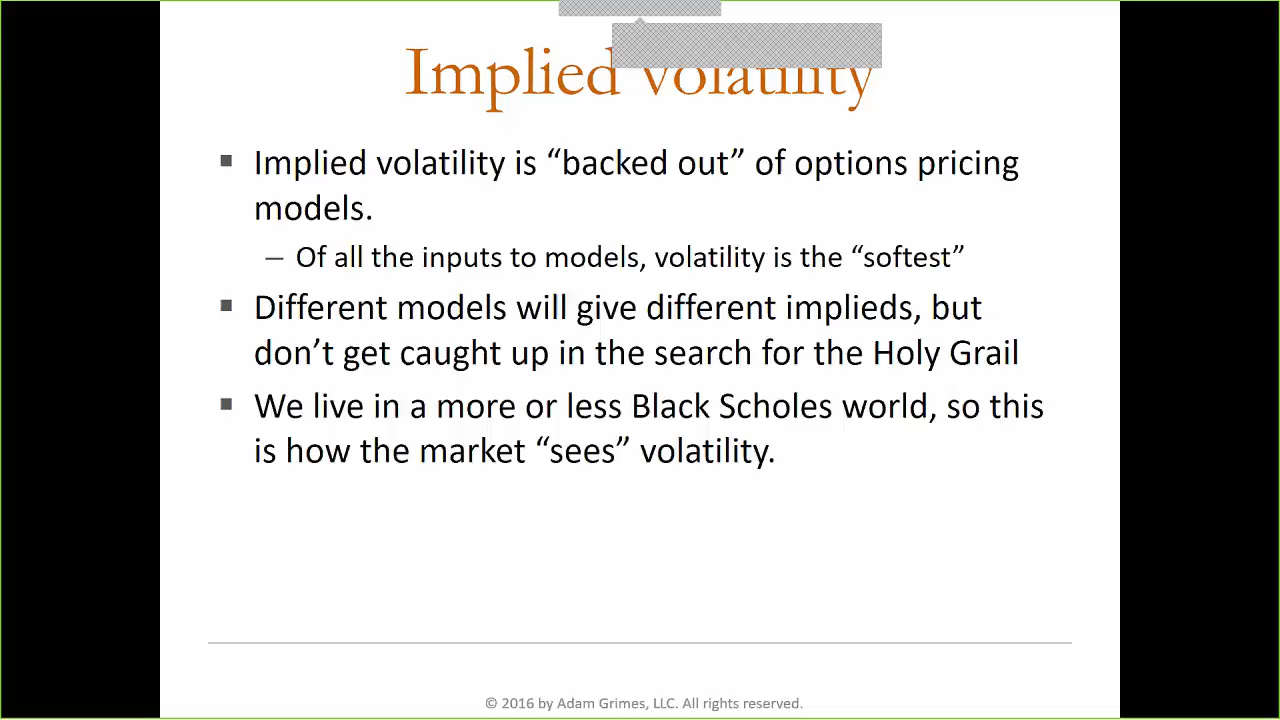 Implied Volatility
▪ Implied volatility is “backed out” of options pricing
models.
– Of all the inputs to models, volatility is the “softest”
▪ Different models will give different implieds, but
don’t get caught up in the search for the Holy Grail
▪ We live in a more or less Black Scholes world, so this
is how the market “sees” volatility.
© 2016 by Adam Grimes, LLC. All rights reserved.